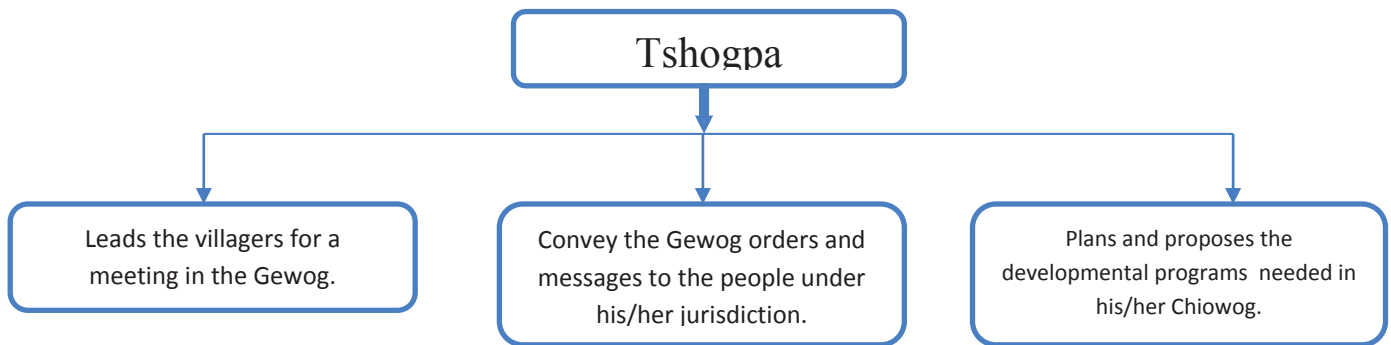 Tshogpa
Leads the villagers for a
meeting in the Gewog.
Convey the Gewog orders and
messages to the people under
his/her jurisdiction.
Plans and proposes the
developmental programs needed in
his/her Chiowog.